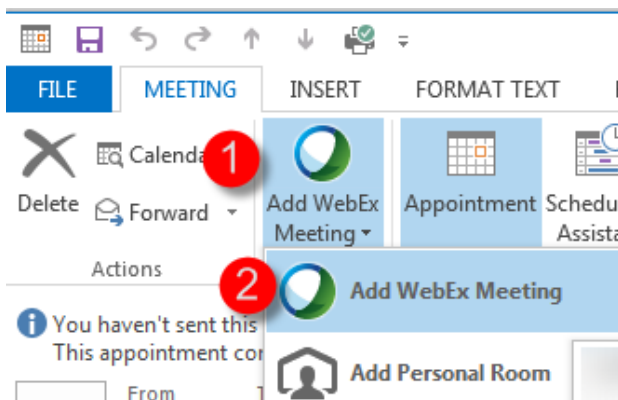 FILE MEETING INSERT FORMAT TEXT
1
Delete
Forward
Add WebEx
Meeting
Appointment
Actions
2
Add WebEx Meeting
You haven't sent this
This appointment
Add Personal Room
From